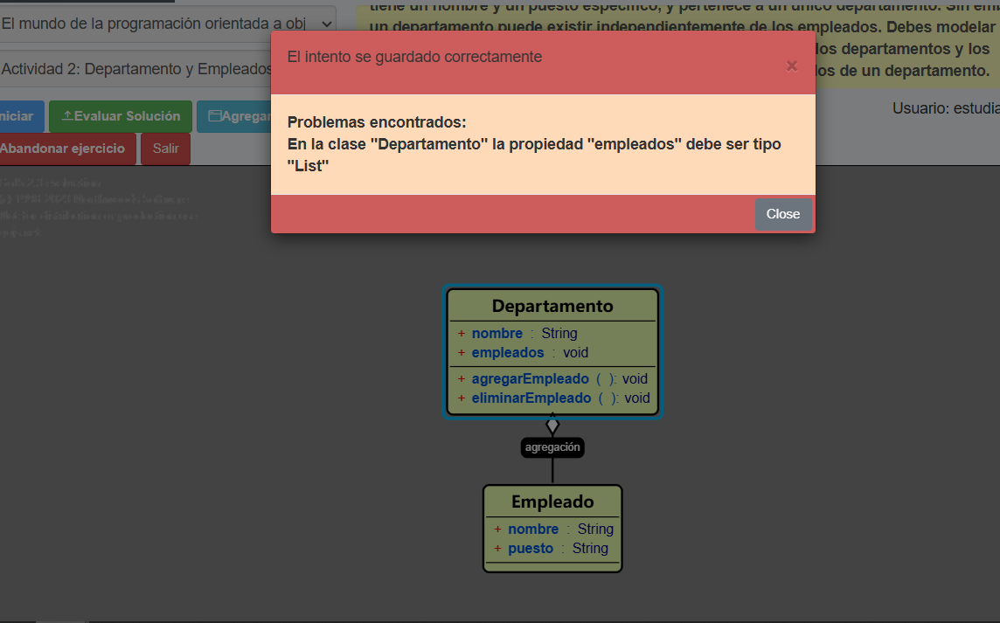 El mundo de la programación orientada a obj
tiene un nombre y un puesto específico, y pertenece a un único departamento. Sin
un departamento puede existir independientemente de los empleados. Debes modelar
los departamentos y los
los de un departamento.
Actividad 2: Departamento y Empleados
El intento se guardado correctamente
×
niciar
Evaluar Solución
Agregar
Usuario: estudia
Abandonar ejercicio
Salir
Problemas encontrados:
En la clase "Departamento" la propiedad "empleados" debe ser tipo
"List"
Close
Departamento
+ nombre : String
+ empleados : void
+ agregarEmpleado ( ): void
+ eliminarEmpleado ( ): void
agregación
Empleado
+ nombre : String
+ puesto : String